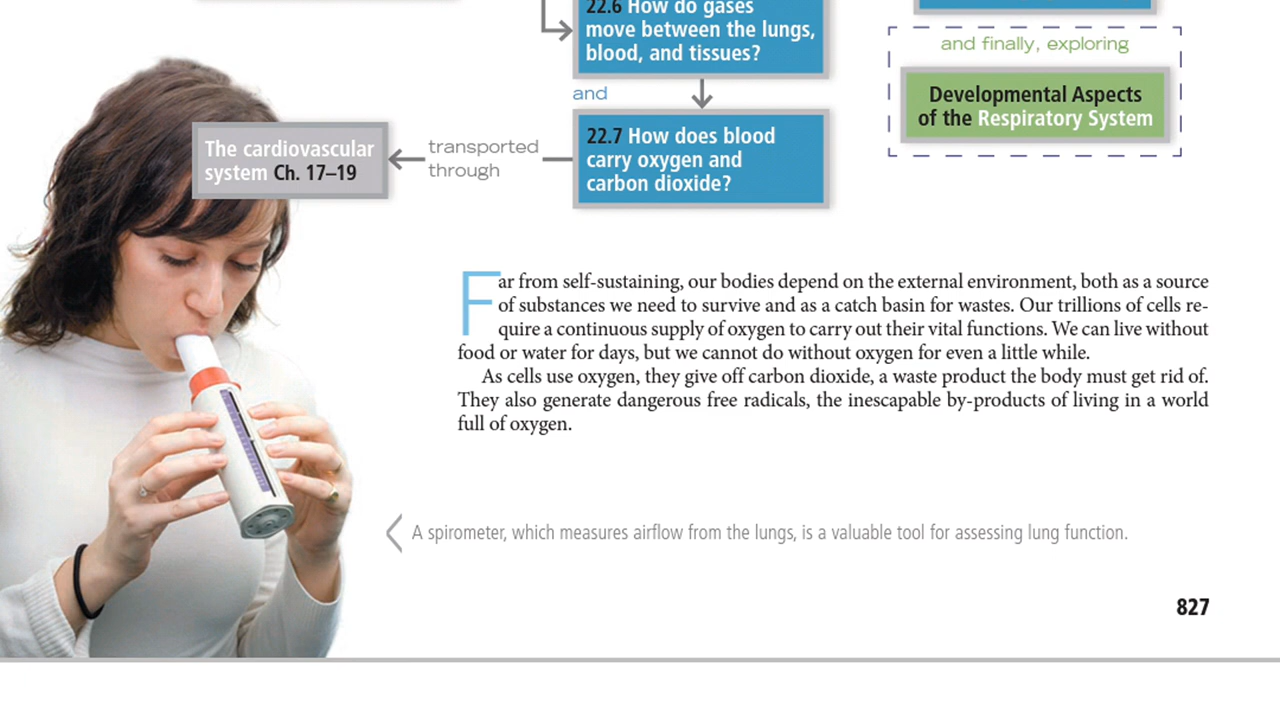 22.6 How do gases
move between the lungs,
blood, and tissues?
and finally, exploring
Developmental Aspects
of the Respiratory System
and
22.7 How does blood
carry oxygen and
carbon dioxide?
transported
through
The cardiovascular
system Ch. 17–19
Far from self-sustaining, our bodies depend on the external environment, both as a source
of substances we need to survive and as a catch basin for wastes. Our trillions of cells re-
quire a continuous supply of oxygen to carry out their vital functions. We can live without
food or water for days, but we cannot do without oxygen for even a little while.
As cells use oxygen, they give off carbon dioxide, a waste product the body must get rid of.
They also generate dangerous free radicals, the inescapable by-products of living in a world
full of oxygen.
A spirometer, which measures airflow from the lungs, is a valuable tool for assessing lung function.
827